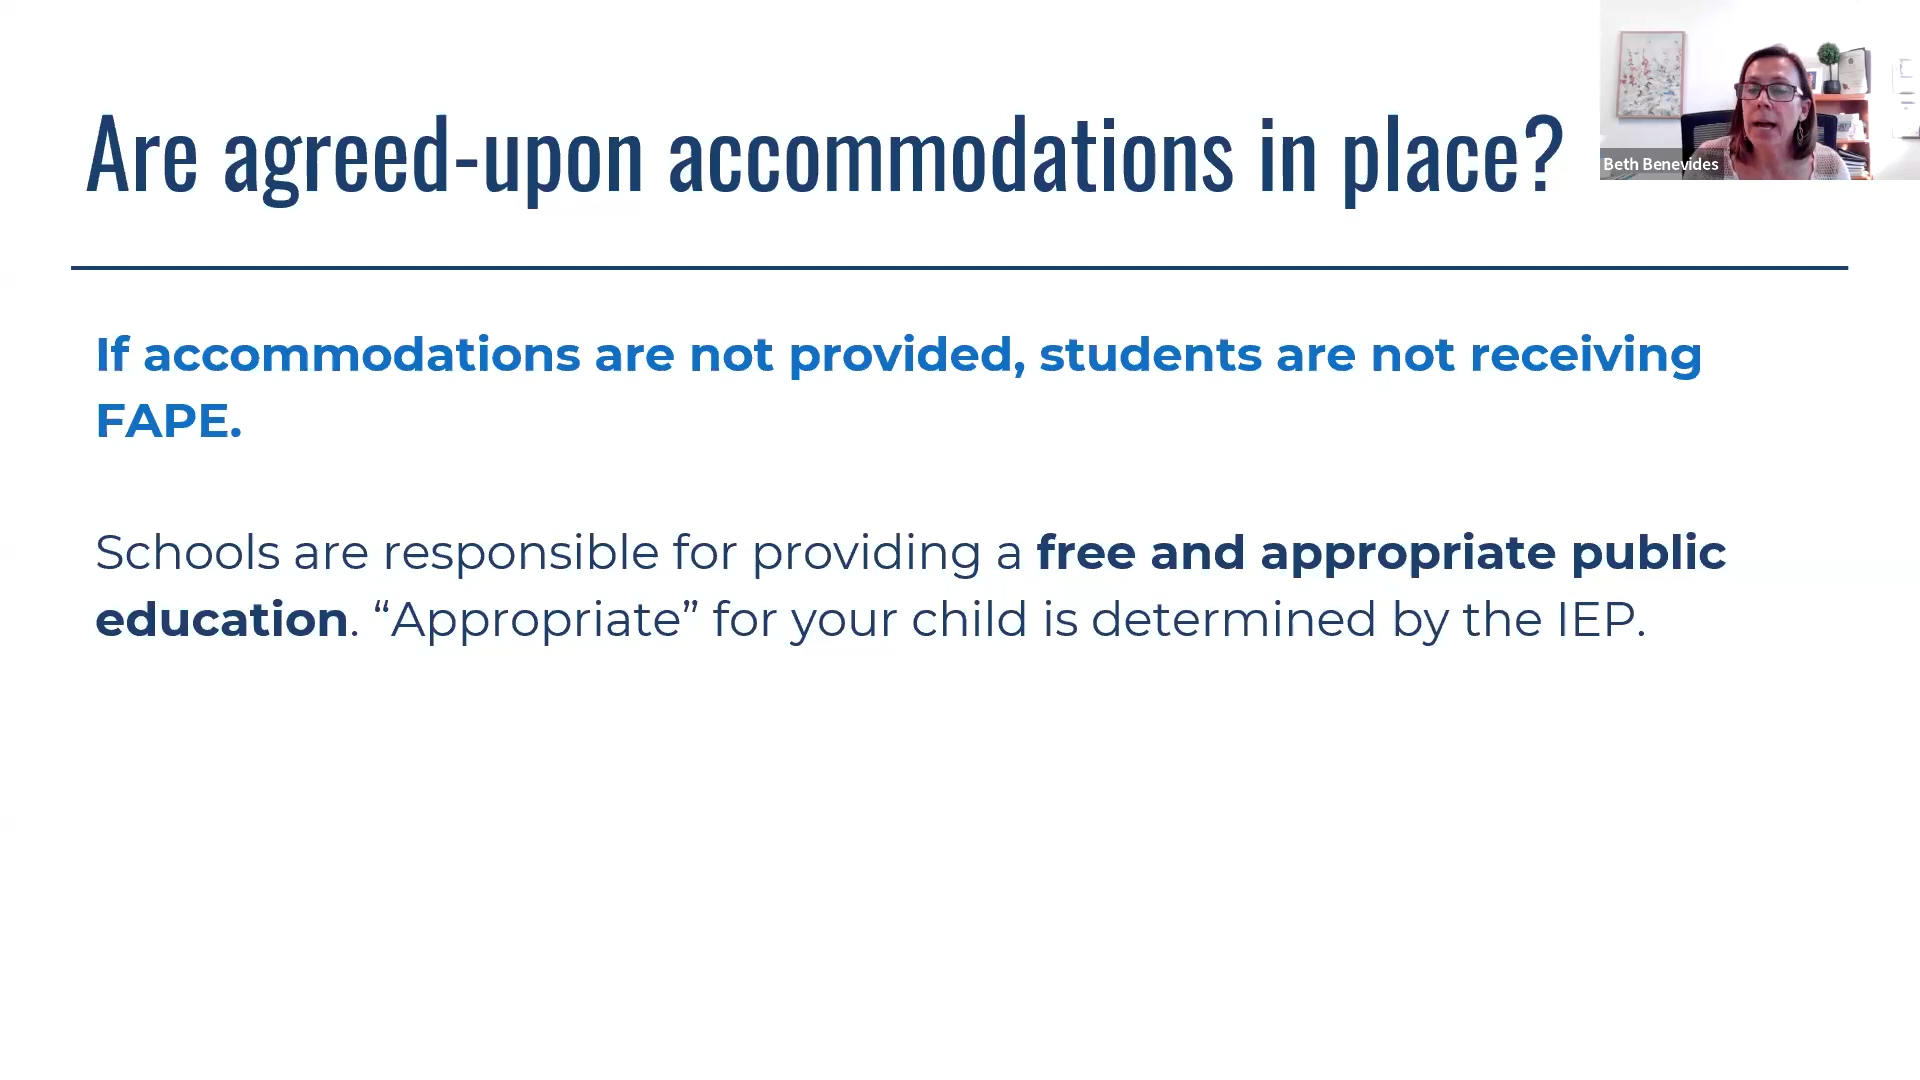 Are agreed-upon accommodations in place?
Beth Benevides
If accommodations are not provided, students are not receiving
FAPE.
Schools are responsible for providing a free and appropriate public
education. “Appropriate” for your child is determined by the IEP.